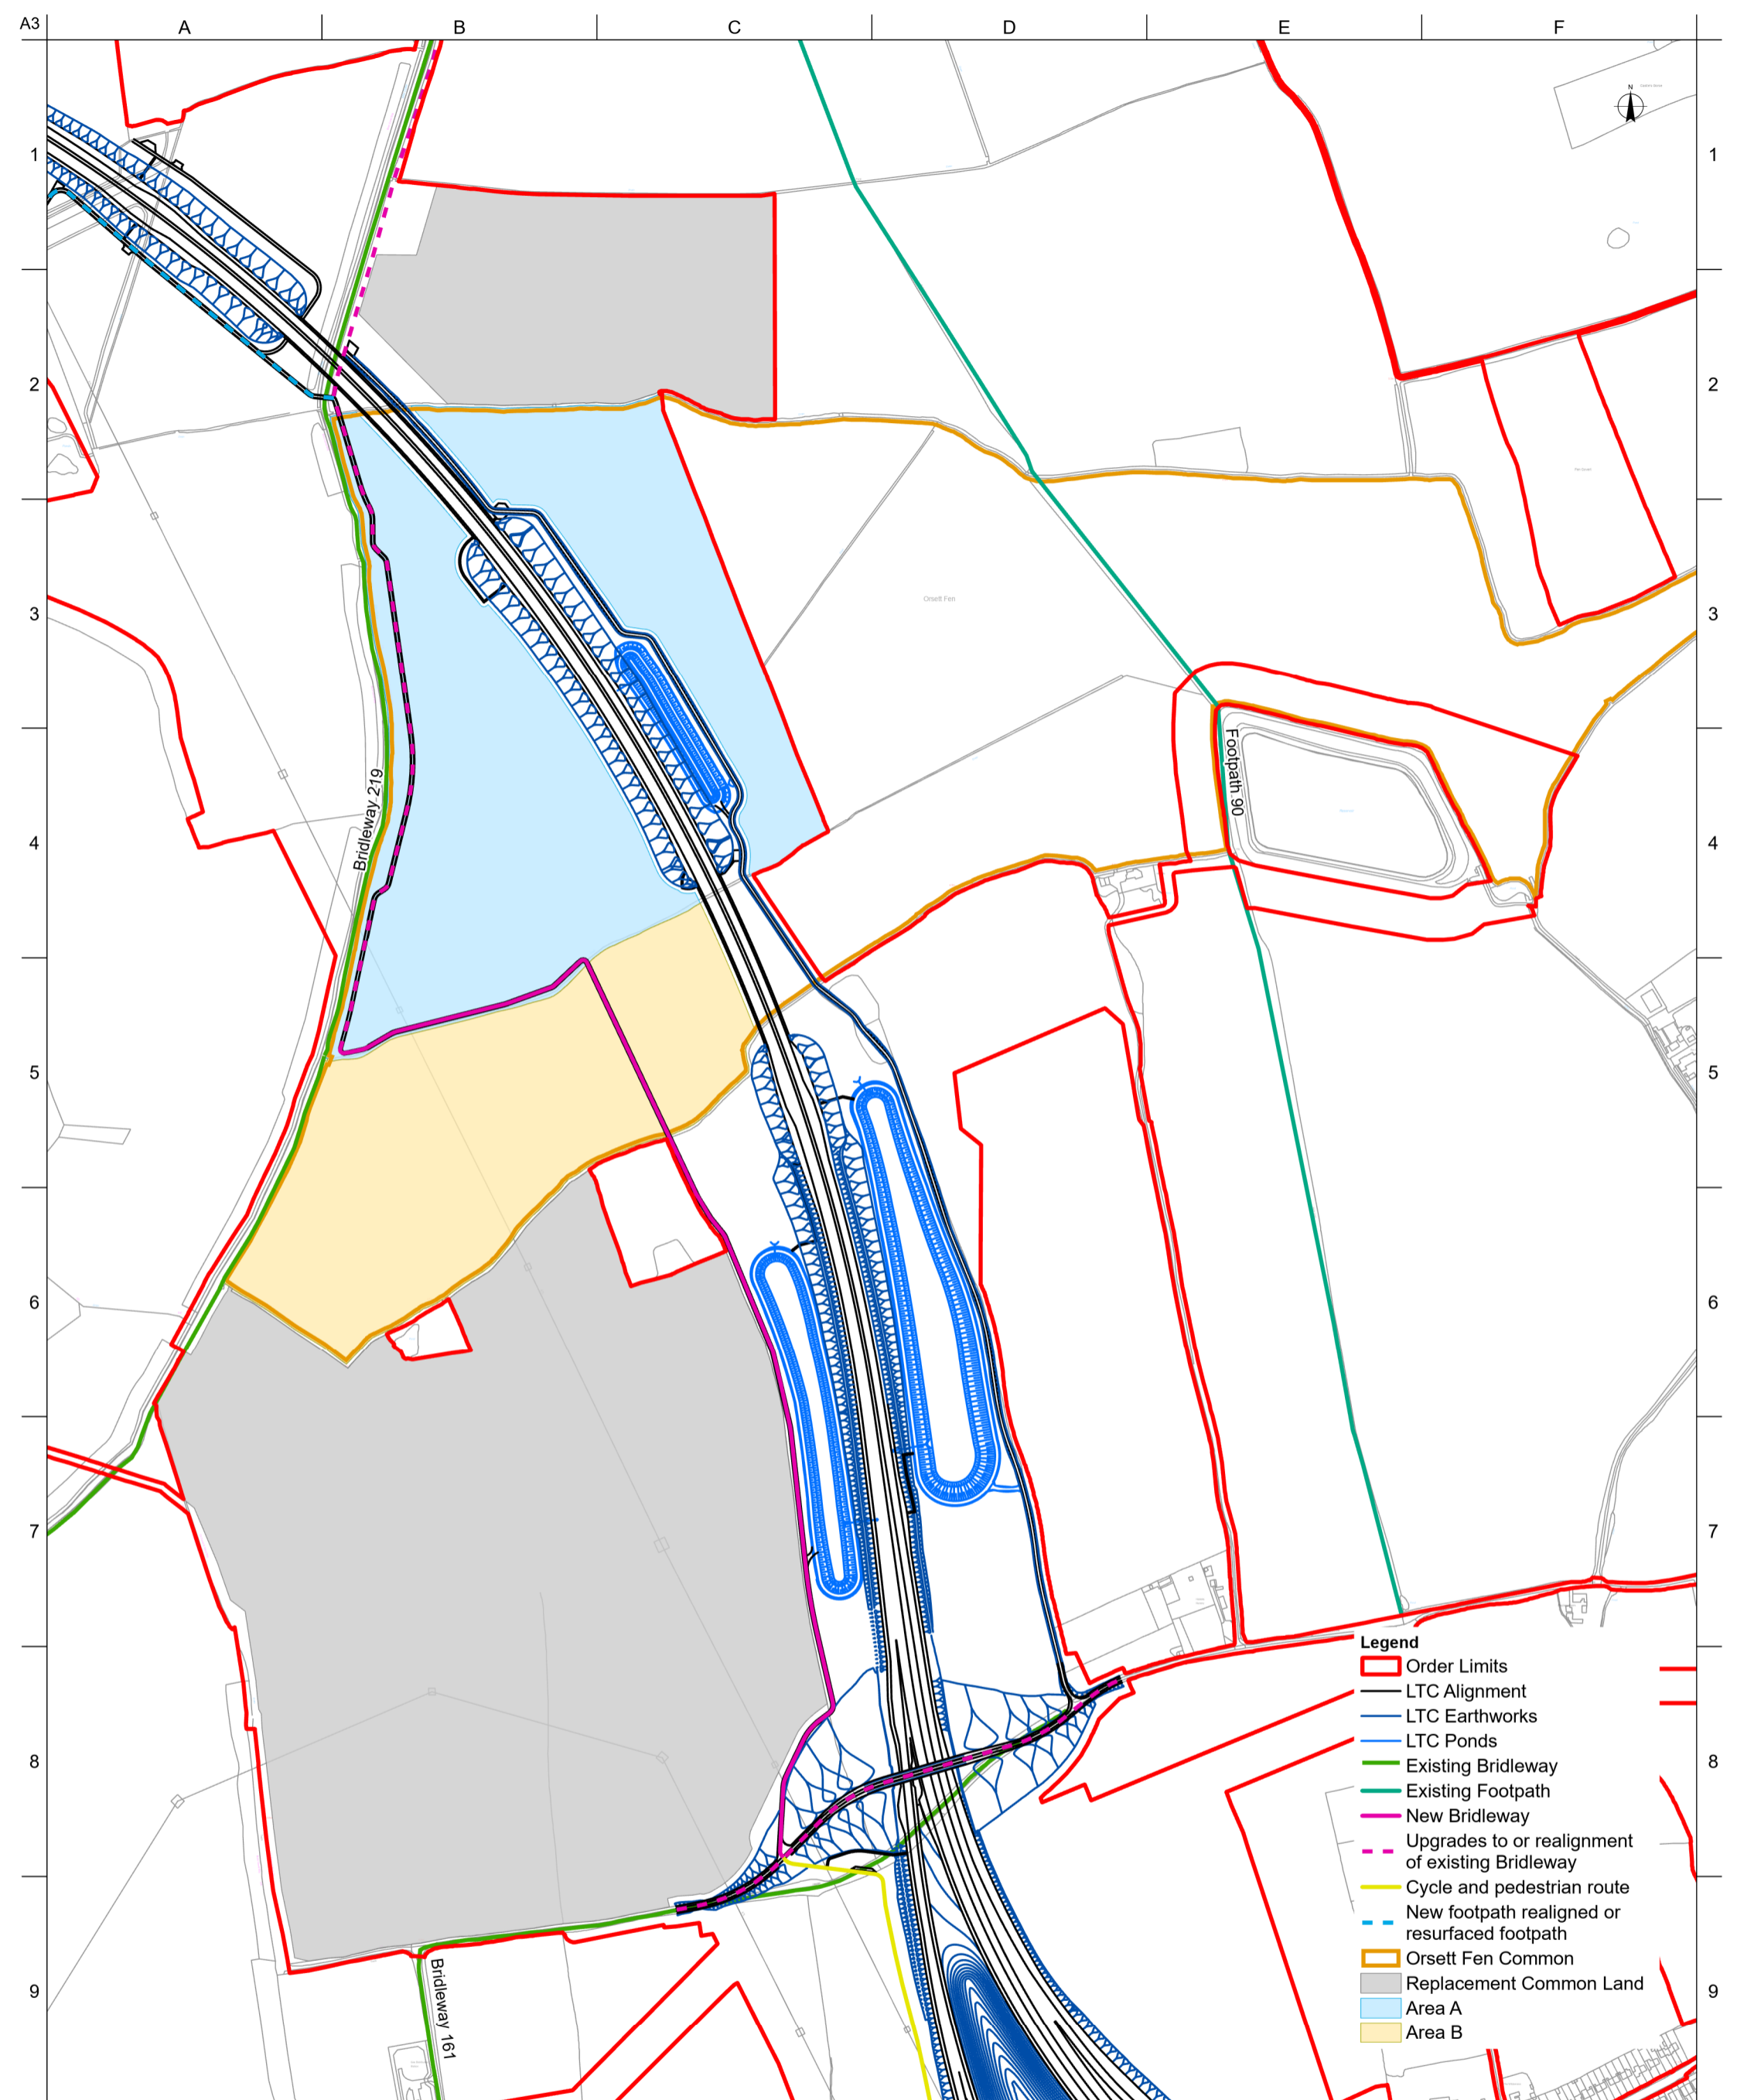 A3
A B C D E F
N
1 1
2 2
3 3
Orsett Fen
Footpath 90
Bridleway 219
4 4
5 5
6 6
7 7
Legend
Order Limits
LTC Alignment
LTC Earthworks
LTC Ponds
Existing Bridleway
Existing Footpath
New Bridleway
Upgrades to or realignment
of existing Bridleway
Cycle and pedestrian route
New footpath realigned or
resurfaced footpath
Orsett Fen Common
Replacement Common Land
Area A
Area B
8 8
9 9
Bridleway 161